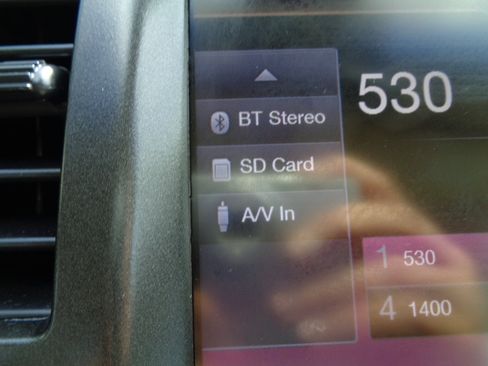 530
BT Stereo
SD Card
A/V In
1 530
4 1400